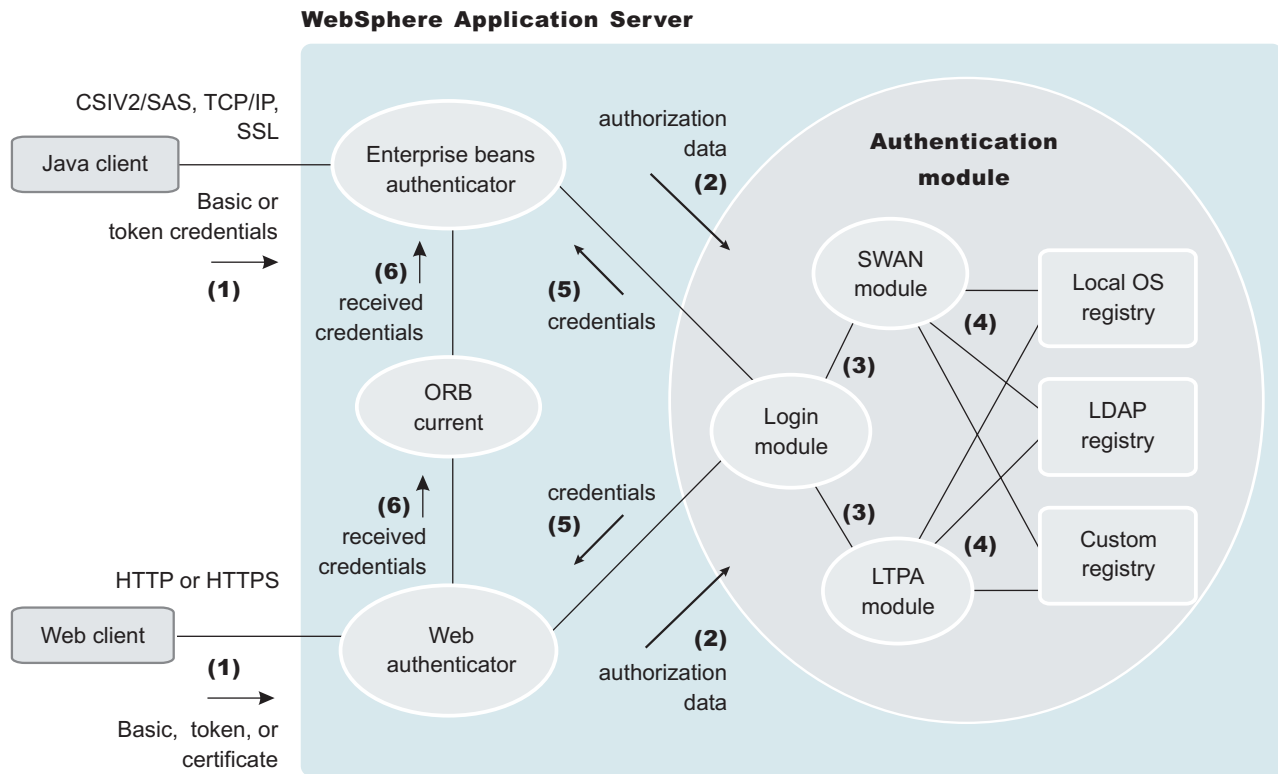 WebSphere Application Server
CSIV2/SAS, TCP/IP,
SSL
Java client
Basic or
token credentials
(1)
Enterprise beans
authenticator
authorization
data
(2)
Authentication
module
(6)
received
credentials
(5)
credentials
SWAN
module
(4)
Local OS
registry
(3)
ORB
current
Login
module
LDAP
registry
(6)
received
credentials
credentials
(5)
(3)
(4)
Custom
registry
LTPA
module
HTTP or HTTPS
Web client
(1)
Basic, token, or
certificate
Web
authenticator
(2)
authorization
data